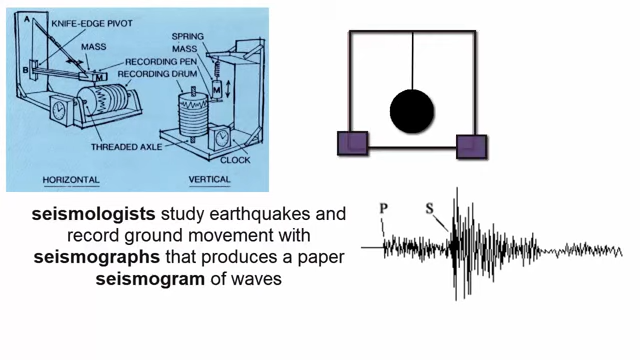 A
KNIFE-EDGE PIVOT
MASS
RECORDING PEN
RECORDING DRUM
B
M
THREADED AXLE
HORIZONTAL
SPRING
MASS
M
CLOCK
VERTICAL
seismologists study earthquakes and
record ground movement with
seismographs that produces a paper
seismogram of waves
P
S